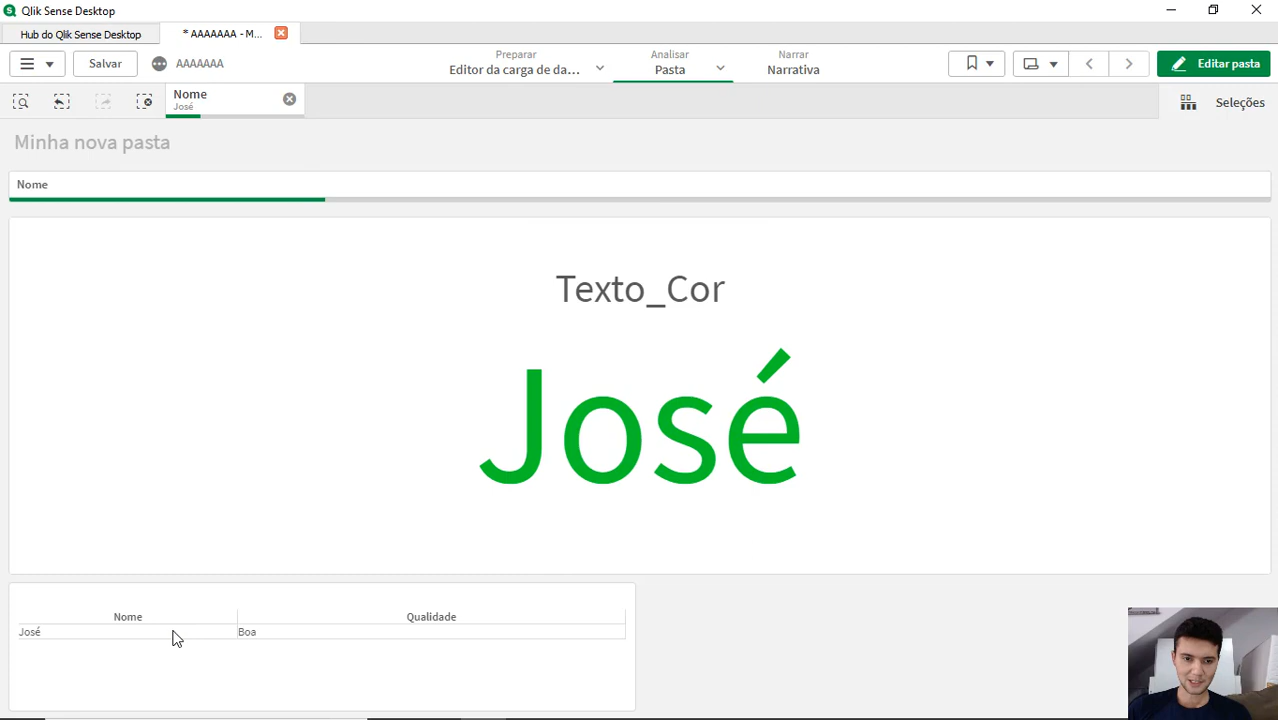 Qlik Sense Desktop
Hub do Qlik Sense Desktop
* AAAAAAA - M...
Salvar
AAAAAAA
Preparar
Editor da carga de da...
Analisar
Pasta
Narrar
Narrativa
Editar pasta
Nome
José
Seleções
Minha nova pasta
Nome
Texto_Cor
José
Nome Qualidade
José Boa